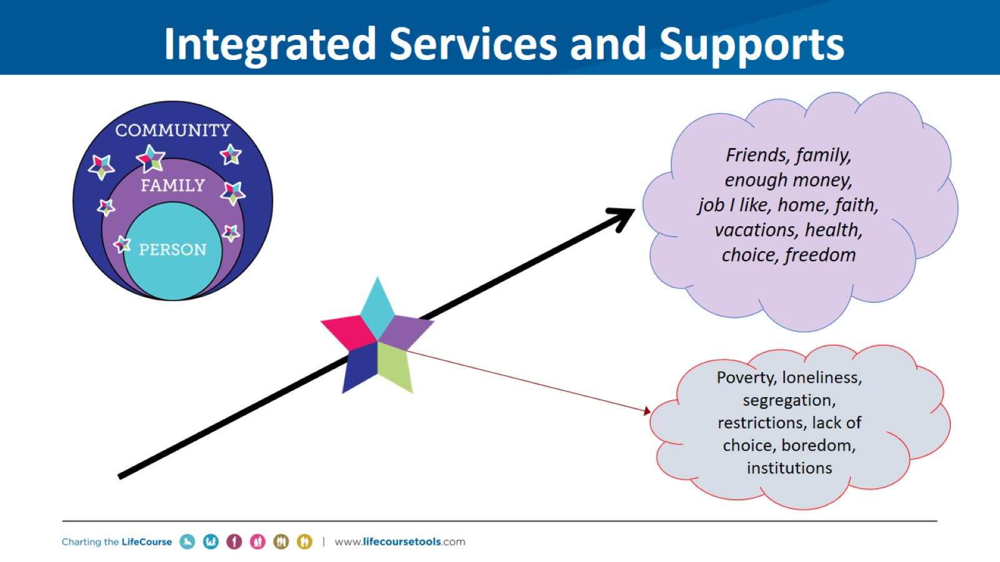 Integrated Services and Supports
COMMUNITY
FAMILY
PERSON
Friends, family,
enough money,
job I like, home, faith,
vacations, health,
choice, freedom
Poverty, loneliness,
segregation,
restrictions, lack of
choice, boredom,
institutions
Charting the LifeCourse | www.lifecoursetools.com